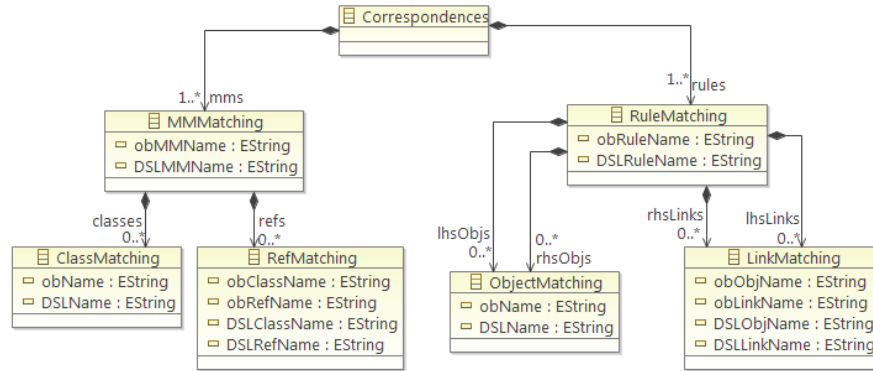 Correspondences
1..* mms
1..* rules
MMMatching
obMMName : EString
DSLMMName : EString
RuleMatching
obRuleName : EString
DSLRuleName : EString
classes
0..*
refs
0..*
lhsObjs
0..*
0..*
rhsObjs
rhsLinks
0..*
lhsLinks
0..*
ClassMatching
obName : EString
DSLName : EString
RefMatching
obClassName : EString
obRefName : EString
DSLClassName : EString
DSLRefName : EString
ObjectMatching
obName : EString
DSLName : EString
LinkMatching
obObjName : EString
obLinkName : EString
DSLObjName : EString
DSLLinkName : EString